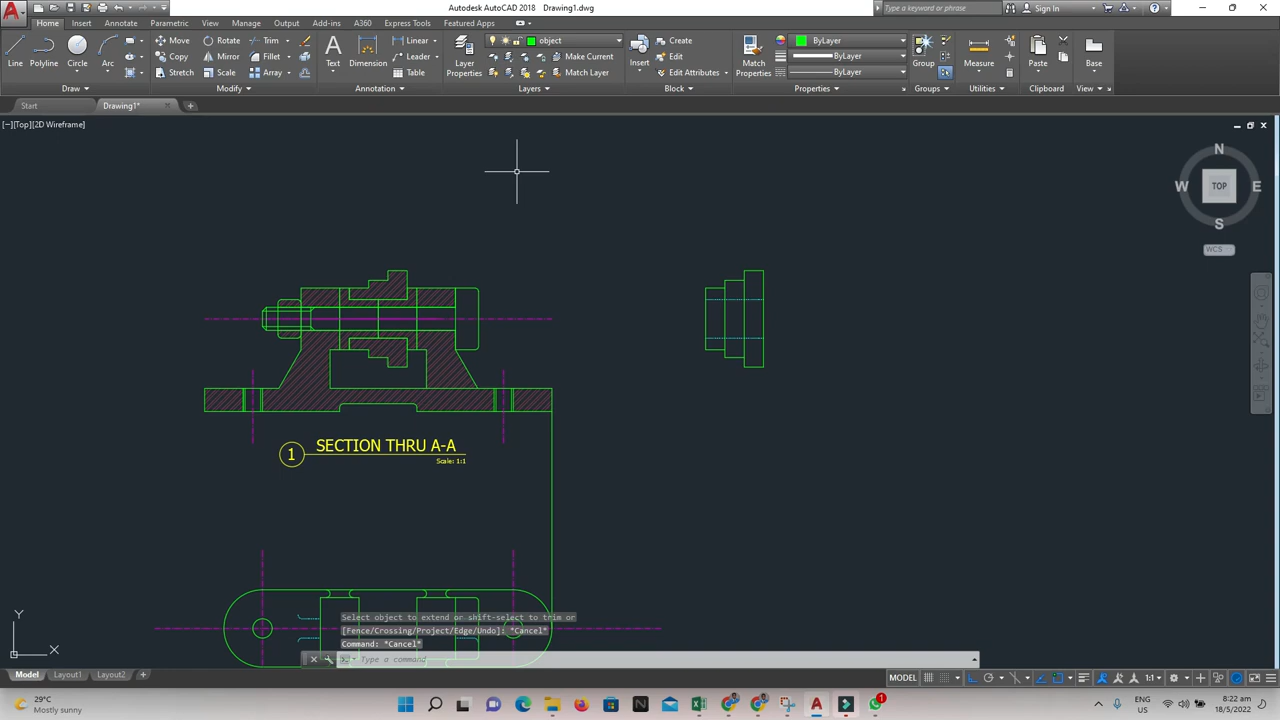 Autodesk AutoCAD 2018 Drawing1.dwg
Type a keyword or phrase
Sign In
Home Insert Annotate Parametric View Manage Output Add-ins A360 Express Tools Featured Apps
Line Polyline Circle Arc
Move Rotate Trim
Copy Mirror Fillet
Stretch Scale Array
Text Dimension
Linear
Leader
Table
Layer Properties
object
Make Current
Match Layer
Insert
Create
Edit
Edit Attributes
Match Properties
ByLayer
ByLayer
ByLayer
Group Measure Paste Base
Draw Modify Annotation Layers Block Properties Groups Utilities Clipboard View
Start Drawing1*
[−][Top][2D Wireframe]
N
W TOP E
S
WCS
1 SECTION THRU A-A
Scale: 1:1
Y
X
Select object to extend or shift-select to trim or
[Fence/Crossing/Project/Edge/Undo]: *Cancel*
Command: *Cancel*
Type a command
Model Layout1 Layout2
MODEL 1:1
29°C
Mostly sunny
1
ENG
US
8:22 am
18/5/2022